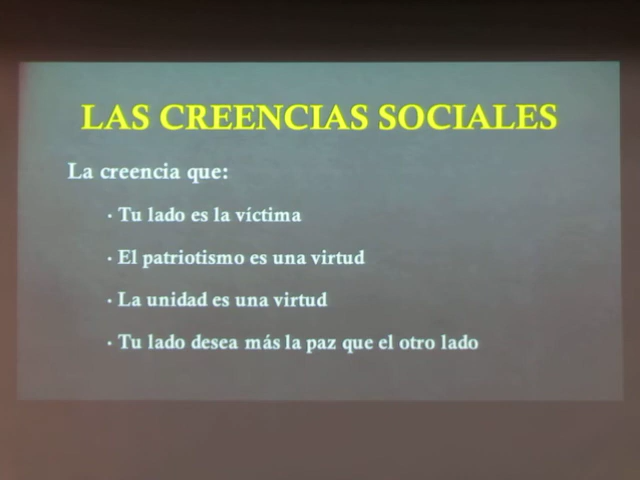 LAS CREENCIAS SOCIALES
La creencia que:
· Tu lado es la víctima
· El patriotismo es una virtud
· La unidad es una virtud
· Tu lado desea más la paz que el otro lado